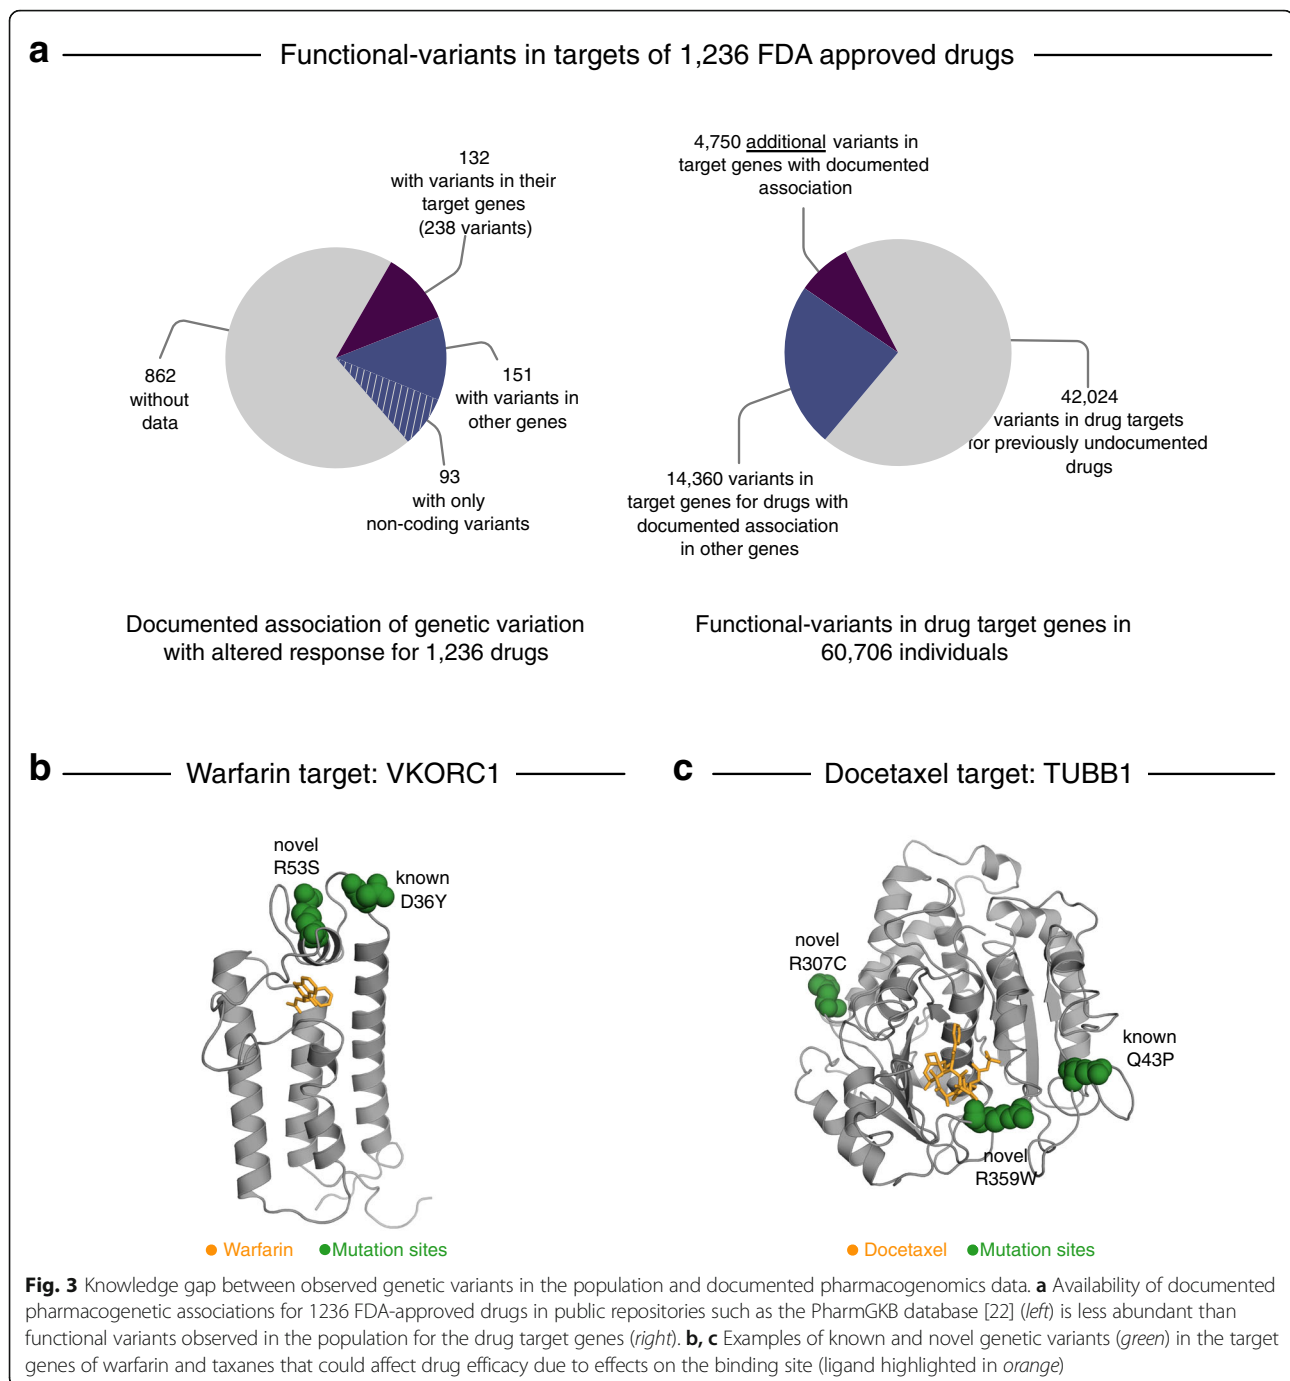 a
Functional-variants in targets of 1,236 FDA approved drugs
132
with variants in their
target genes
(238 variants)
862
without
data
151
with variants in
other genes
93
with only
non-coding variants
4,750 additional variants in
target genes with documented
association
42,024
variants in drug targets
for previously undocumented
drugs
14,360 variants in
target genes for drugs with
documented association
in other genes
Documented association of genetic variation
with altered response for 1,236 drugs
Functional-variants in drug target genes in
60,706 individuals
b
Warfarin target: VKORC1
novel
R53S
known
D36Y
Warfarin
Mutation sites
c
Docetaxel target: TUBB1
novel
R307C
known
Q43P
novel
R359W
Docetaxel
Mutation sites
Fig. 3 Knowledge gap between observed genetic variants in the population and documented pharmacogenomics data. a Availability of documented
pharmacogenetic associations for 1236 FDA-approved drugs in public repositories such as the PharmGKB database [22] (left) is less abundant than
functional variants observed in the population for the drug target genes (right). b, c Examples of known and novel genetic variants (green) in the target
genes of warfarin and taxanes that could affect drug efficacy due to effects on the binding site (ligand highlighted in orange)